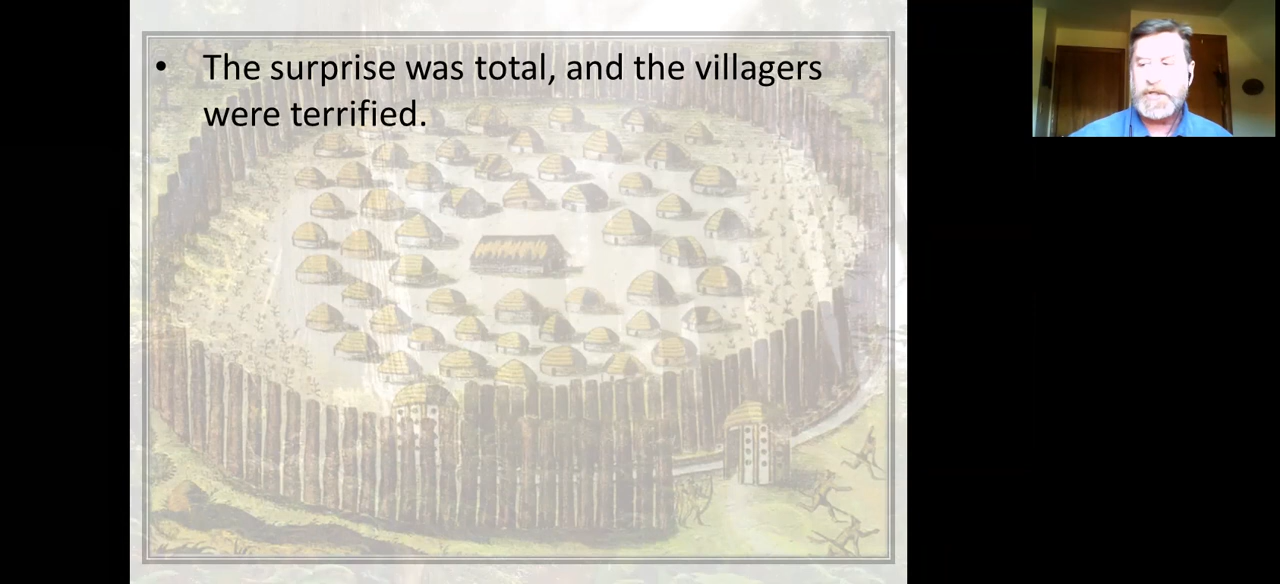 • The surprise was total, and the villagers
were terrified.